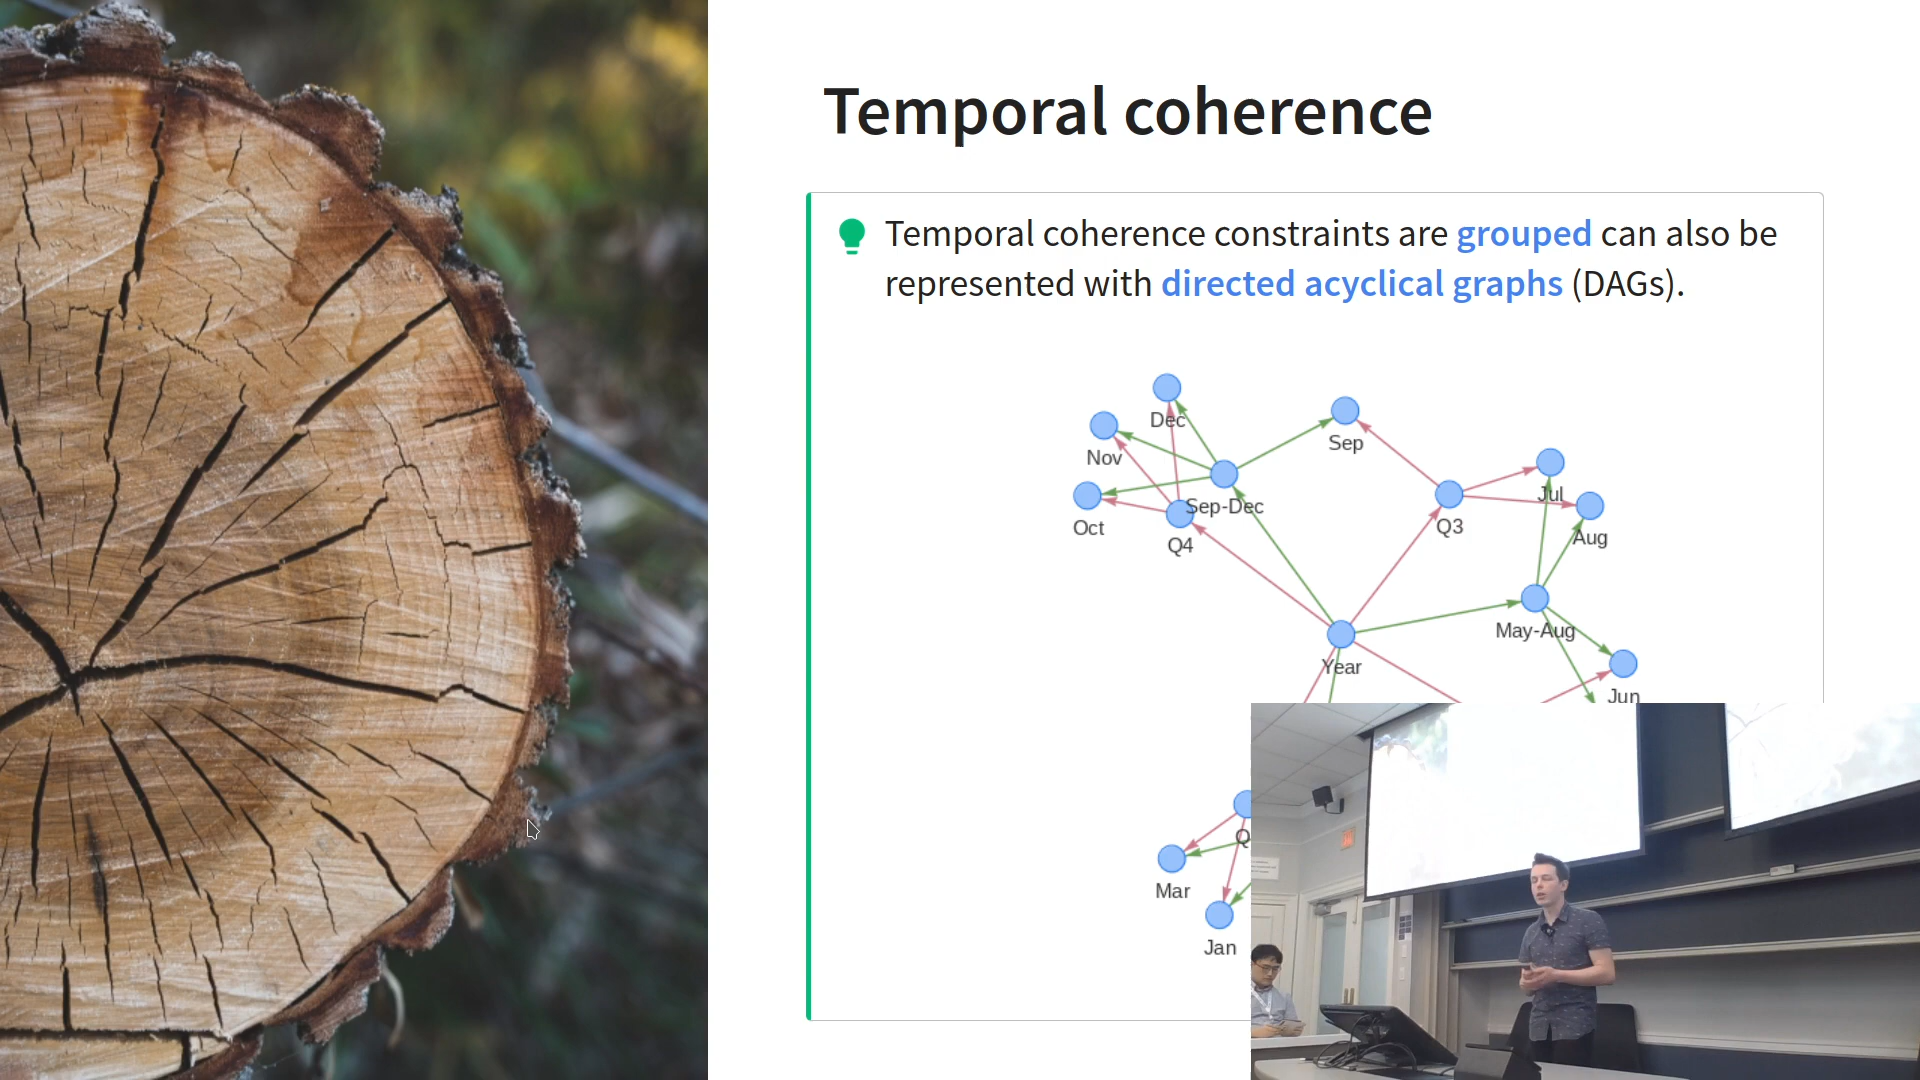 Temporal coherence
Temporal coherence constraints are grouped can also be
represented with directed acyclical graphs (DAGs).
Dec
Nov
Sep
Jul
Oct
Sep-Dec
Q4
Q3
Aug
May-Aug
Year
Jun
Q
Mar
Jan